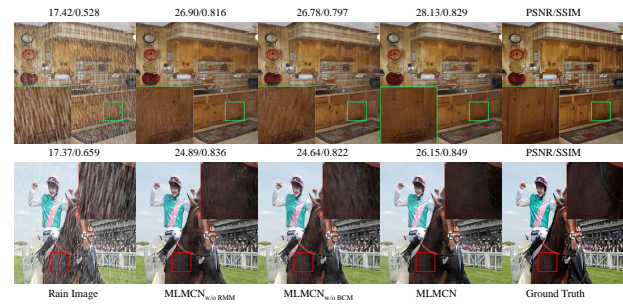 17.42/0.528 26.90/0.816 26.78/0.797 28.13/0.829 PSNR/SSIM
17.37/0.659 24.89/0.836 24.64/0.822 26.15/0.849 PSNR/SSIM
Rain Image MLMCN w/o RMM MLMCN w/o BCM MLMCN Ground Truth